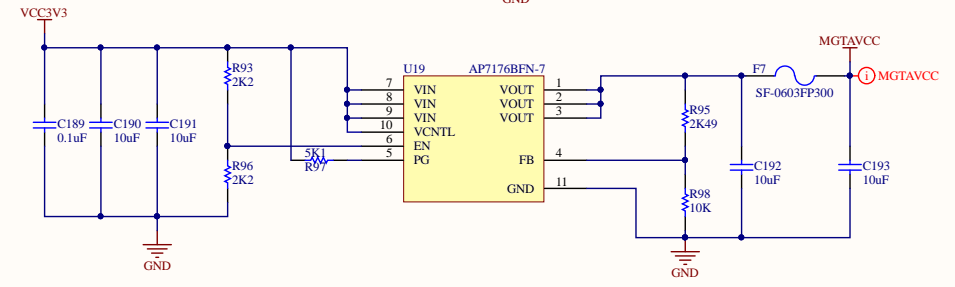 GND
VCC3V3
MGTAVCC
U19
AP7176BFN-7
F7
R93
2K2
7
VIN
VOUT
1
MGTAVCC
8
VIN
VOUT
2
SF-0603FP300
9
VIN
VOUT
3
R95
2K49
C189
0.1uF
C190
10uF
C191
10uF
10
VCNTL
6
EN
5K1
R97
5
PG
FB
4
R96
2K2
C192
10uF
C193
10uF
GND
11
R98
10K
GND
GND